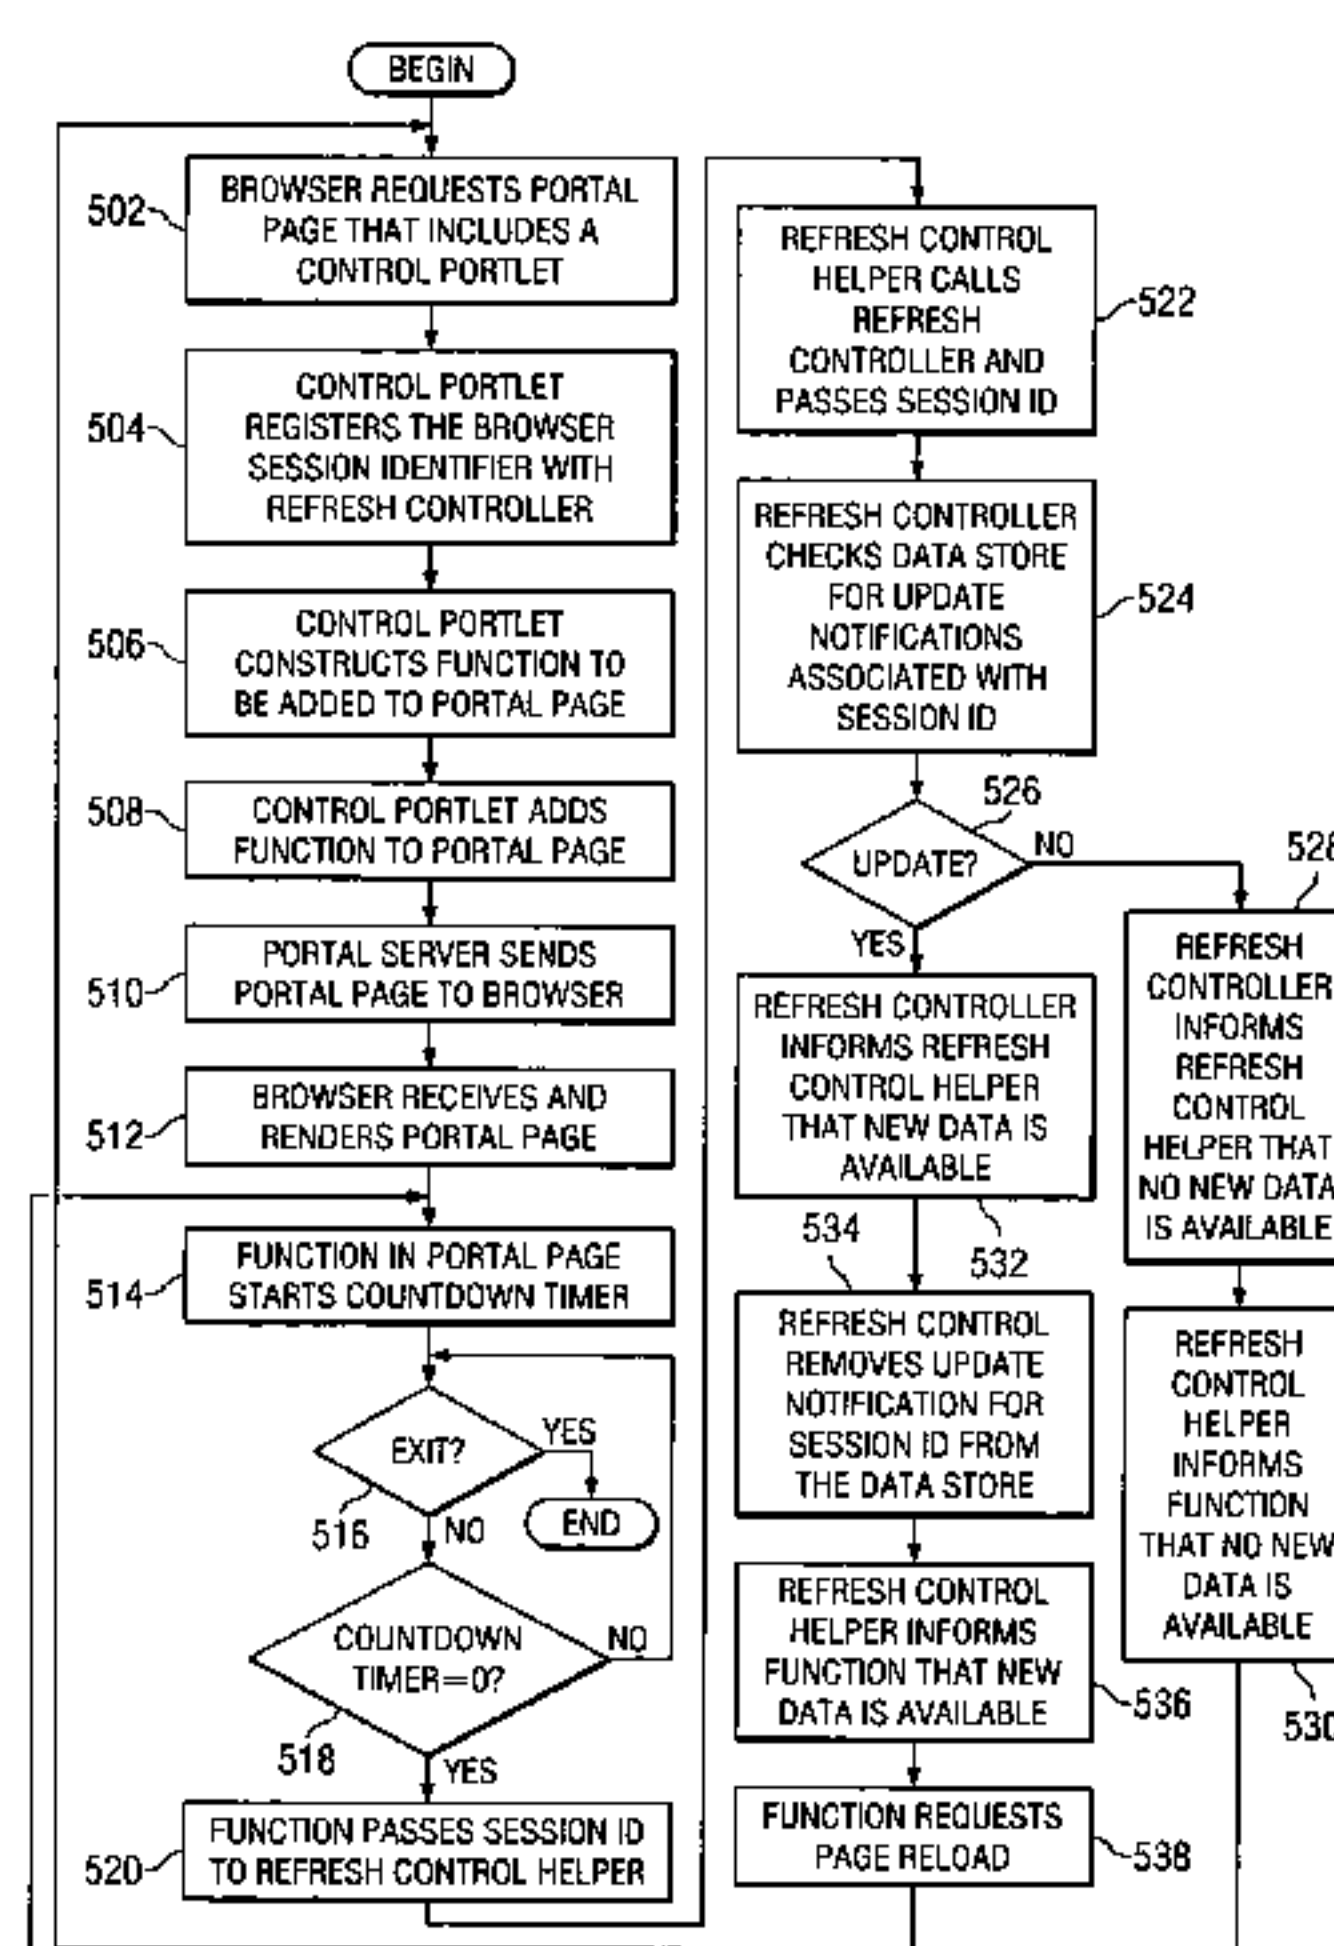 BEGIN
502
BROWSER REQUESTS PORTAL
PAGE THAT INCLUDES A
CONTROL PORTLET
504
CONTROL PORTLET
REGISTERS THE BROWSER
SESSION IDENTIFIER WITH
REFRESH CONTROLLER
506
CONTROL PORTLET
CONSTRUCTS FUNCTION TO
BE ADDED TO PORTAL PAGE
508
CONTROL PORTLET ADDS
FUNCTION TO PORTAL PAGE
510
PORTAL SERVER SENDS
PORTAL PAGE TO BROWSER
512
BROWSER RECEIVES AND
RENDERS PORTAL PAGE
514
FUNCTION IN PORTAL PAGE
STARTS COUNTDOWN TIMER
EXIT?
YES
END
516
NO
COUNTDOWN
TIMER=0?
NO
518
YES
520
FUNCTION PASSES SESSION ID
TO REFRESH CONTROL HELPER
REFRESH CONTROL
HELPER CALLS
REFRESH
CONTROLLER AND
PASSES SESSION ID
522
REFRESH CONTROLLER
CHECKS DATA STORE
FOR UPDATE
NOTIFICATIONS
ASSOCIATED WITH
SESSION ID
524
526
UPDATE?
NO
YES
REFRESH CONTROLLER
INFORMS REFRESH
CONTROL HELPER
THAT NEW DATA IS
AVAILABLE
532
534
REFRESH CONTROL
REMOVES UPDATE
NOTIFICATION FOR
SESSION ID FROM
THE DATA STORE
REFRESH CONTROL
HELPER INFORMS
FUNCTION THAT NEW
DATA IS AVAILABLE
536
FUNCTION REQUESTS
PAGE RELOAD
538
528
REFRESH
CONTROLLER
INFORMS
REFRESH
CONTROL
HELPER THAT
NO NEW DATA
IS AVAILABLE
REFRESH
CONTROL
HELPER
INFORMS
FUNCTION
THAT NO NEW
DATA IS
AVAILABLE
530